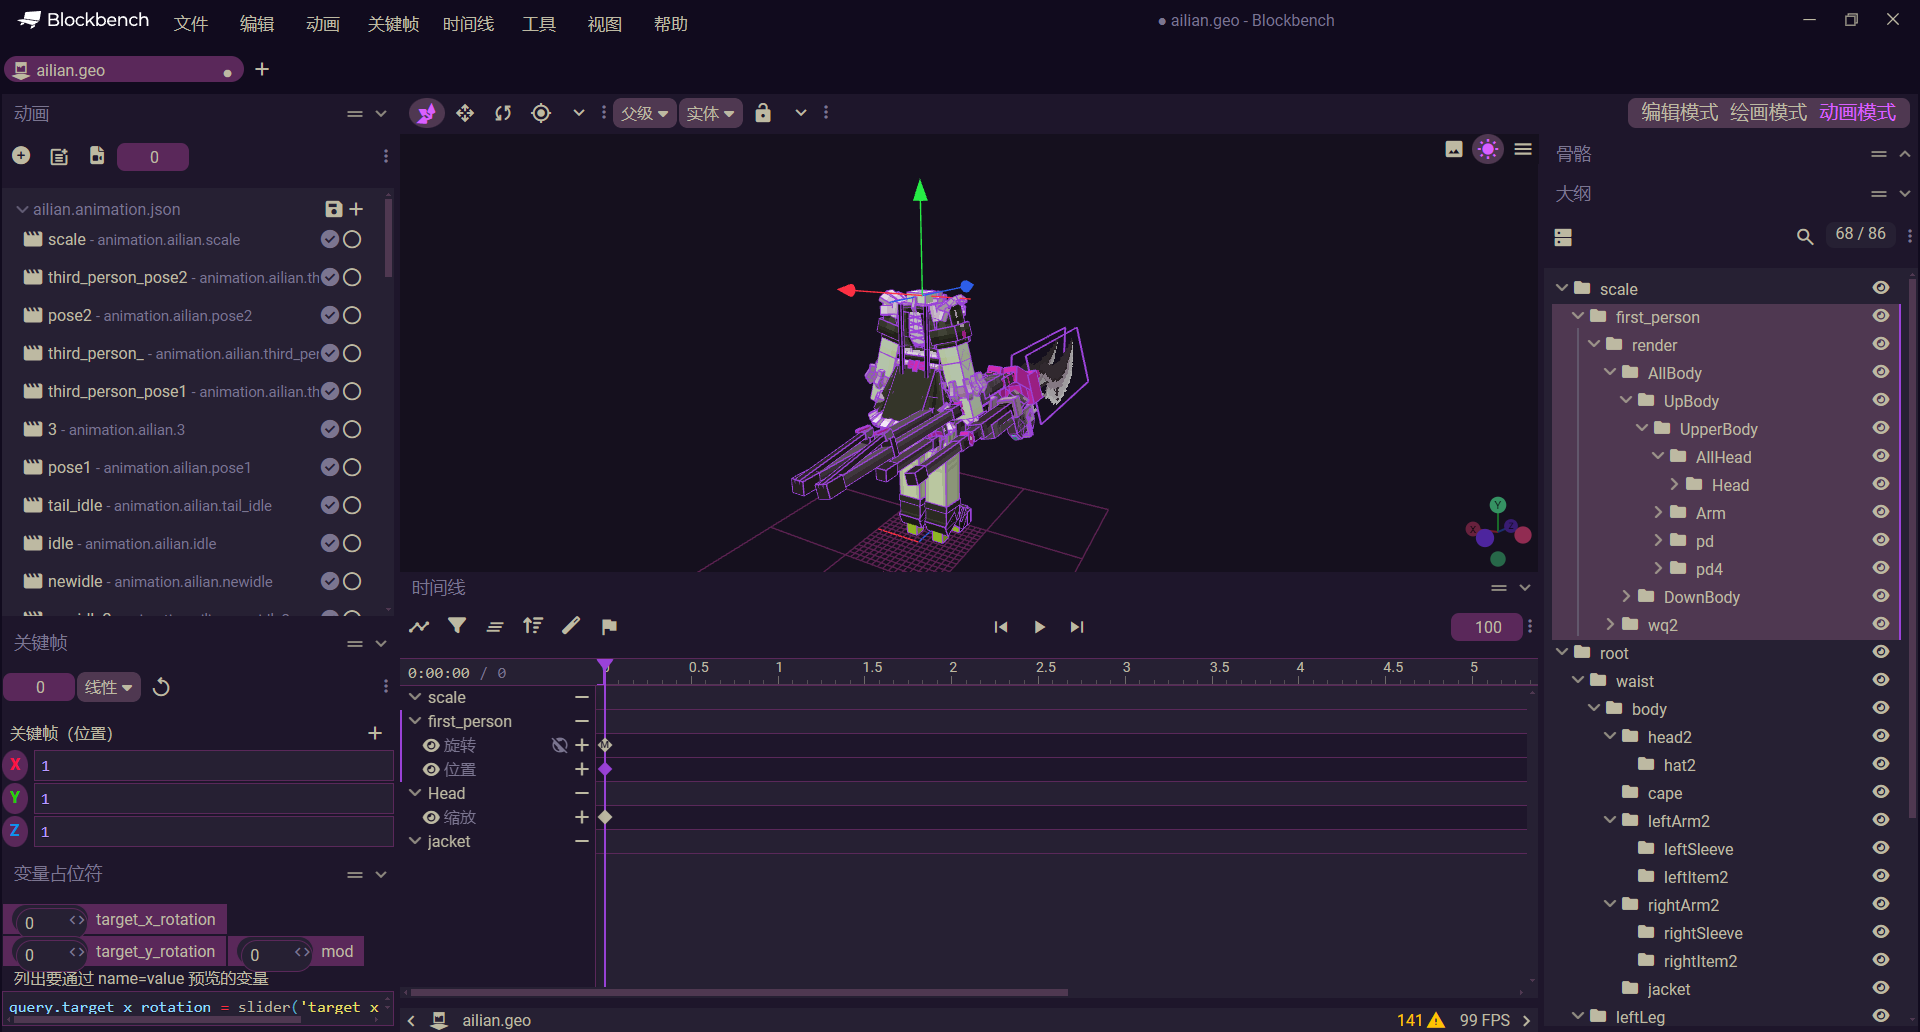 Blockbench 文件 编辑 动画 关键帧 时间线 工具 视图 帮助
● ailian.geo - Blockbench
ailian.geo
动画
0
ailian.animation.json
scale - animation.ailian.scale
third_person_pose2 - animation.ailian.th
pose2 - animation.ailian.pose2
third_person_ - animation.ailian.third_per
third_person_pose1 - animation.ailian.th
3 - animation.ailian.3
pose1 - animation.ailian.pose1
tail_idle - animation.ailian.tail_idle
idle - animation.ailian.idle
newidle - animation.ailian.newidle
关键帧
0 线性
关键帧（位置）
X 1
Y 1
Z 1
变量占位符
0 target_x_rotation
0 target_y_rotation 0 mod
列出要通过 name=value 预览的变量
query.target_x_rotation = slider('target_x
父级 实体
Y
X
Z
时间线
100
0:00:00 / 0
0 0.5 1 1.5 2 2.5 3 3.5 4 4.5 5
scale
first_person
旋转
位置
Head
缩放
jacket
ailian.geo
141 99 FPS
编辑模式 绘画模式 动画模式
骨骼
大纲
68 / 86
scale
first_person
render
AllBody
UpBody
UpperBody
AllHead
Head
Arm
pd
pd4
DownBody
wq2
root
waist
body
head2
hat2
cape
leftArm2
leftSleeve
leftItem2
rightArm2
rightSleeve
rightItem2
jacket
leftLeg